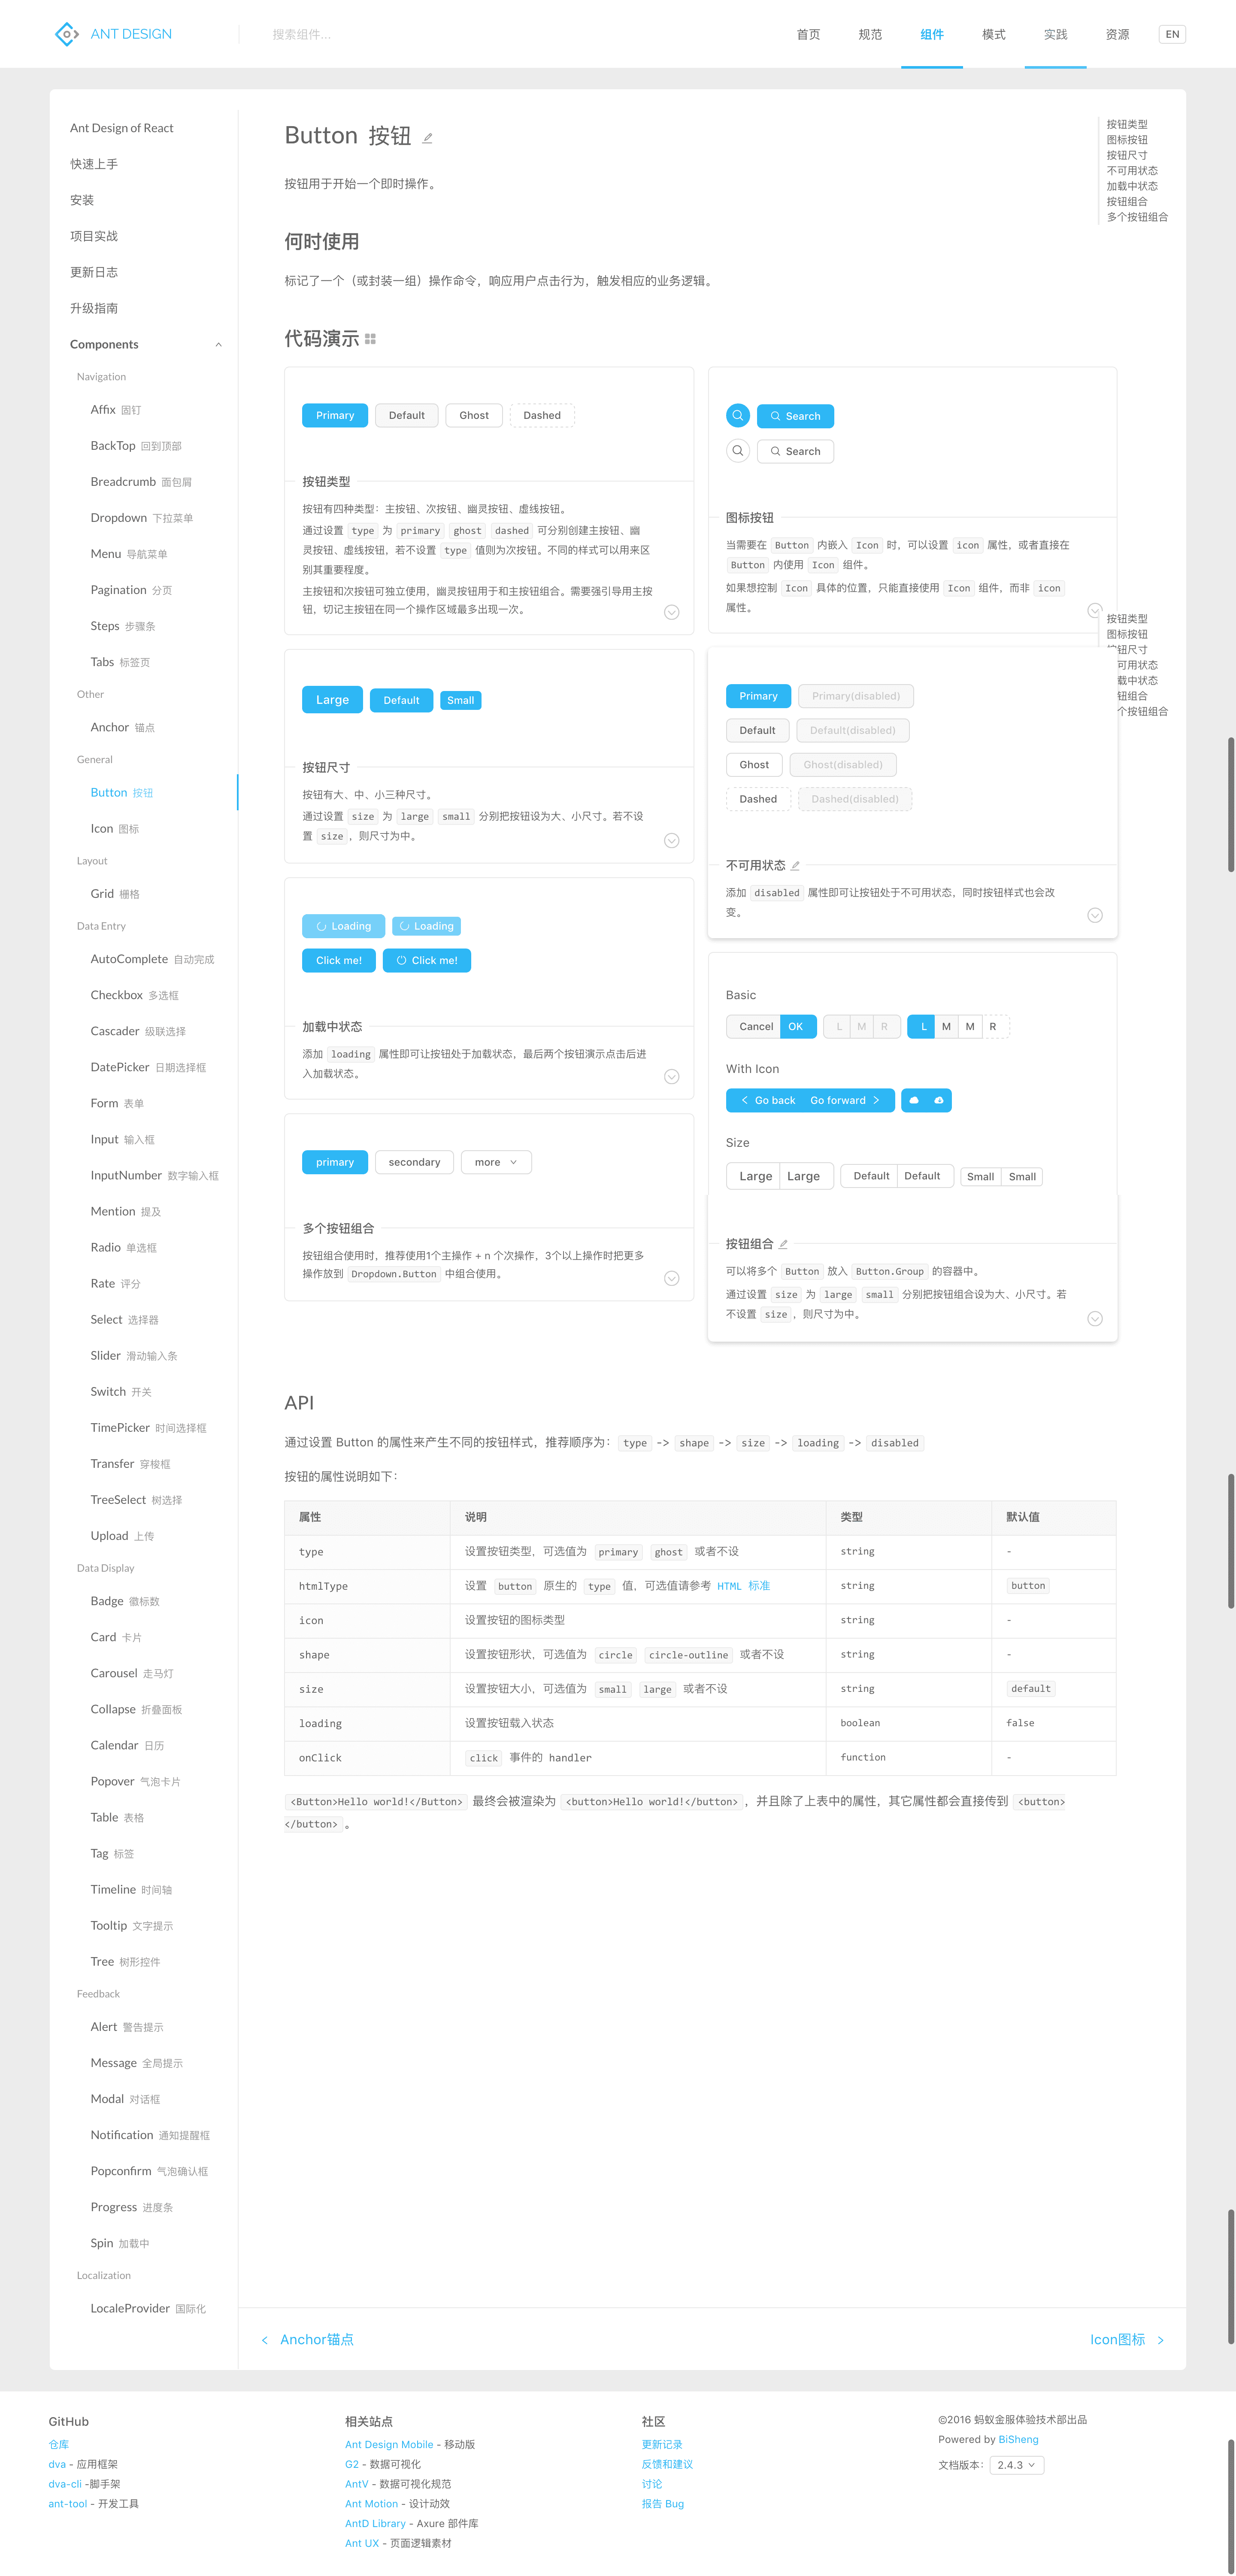 ANT DESIGN
搜索组件...
首页 规范 组件 模式 实践 资源 EN
Ant Design of React
快速上手
安装
项目实战
更新日志
升级指南
Components
Navigation
Affix 固钉
BackTop 回到顶部
Breadcrumb 面包屑
Dropdown 下拉菜单
Menu 导航菜单
Pagination 分页
Steps 步骤条
Tabs 标签页
Other
Anchor 锚点
General
Button 按钮
Icon 图标
Layout
Grid 栅格
Data Entry
AutoComplete 自动完成
Checkbox 多选框
Cascader 级联选择
DatePicker 日期选择框
Form 表单
Input 输入框
InputNumber 数字输入框
Mention 提及
Radio 单选框
Rate 评分
Select 选择器
Slider 滑动输入条
Switch 开关
TimePicker 时间选择框
Transfer 穿梭框
TreeSelect 树选择
Upload 上传
Data Display
Badge 徽标数
Card 卡片
Carousel 走马灯
Collapse 折叠面板
Calendar 日历
Popover 气泡卡片
Table 表格
Tag 标签
Timeline 时间轴
Tooltip 文字提示
Tree 树形控件
Feedback
Alert 警告提示
Message 全局提示
Modal 对话框
Notification 通知提醒框
Popconfirm 气泡确认框
Progress 进度条
Spin 加载中
Localization
LocaleProvider 国际化
Button 按钮
按钮用于开始一个即时操作。
何时使用
标记了一个（或封装一组）操作命令，响应用户点击行为，触发相应的业务逻辑。
代码演示
按钮类型
图标按钮
按钮尺寸
不可用状态
加载中状态
按钮组合
多个按钮组合
Primary Default Ghost Dashed
按钮类型
按钮有四种类型：主按钮、次按钮、幽灵按钮、虚线按钮。
通过设置 type 为 primary ghost dashed 可分别创建主按钮、幽
灵按钮、虚线按钮，若不设置 type 值则为次按钮。不同的样式可以用来区
别其重要程度。
主按钮和次按钮可独立使用，幽灵按钮用于和主按钮组合。需要强引导用主按
钮，切记主按钮在同一个操作区域最多出现一次。
Large Default Small
按钮尺寸
按钮有大、中、小三种尺寸。
通过设置 size 为 large small 分别把按钮设为大、小尺寸。若不设
置 size ，则尺寸为中。
Loading Loading
Click me! Click me!
加载中状态
添加 loading 属性即可让按钮处于加载状态，最后两个按钮演示点击后进
入加载状态。
primary secondary more
多个按钮组合
按钮组合使用时，推荐使用1个主操作 + n 个次操作，3个以上操作时把更多
操作放到 Dropdown.Button 中组合使用。
Search
Search
图标按钮
当需要在 Button 内嵌入 Icon 时，可以设置 icon 属性，或者直接在
Button 内使用 Icon 组件。
如果想控制 Icon 具体的位置，只能直接使用 Icon 组件，而非 icon
属性。
按钮类型
图标按钮
钮尺寸
可用状态
载中状态
钮组合
个按钮组合
Primary Primary(disabled)
Default Default(disabled)
Ghost Ghost(disabled)
Dashed Dashed(disabled)
不可用状态
添加 disabled 属性即可让按钮处于不可用状态，同时按钮样式也会改
变。
Basic
Cancel OK L M R L M M R
With Icon
Go back Go forward
Size
Large Large Default Default Small Small
按钮组合
可以将多个 Button 放入 Button.Group 的容器中。
通过设置 size 为 large small 分别把按钮组合设为大、小尺寸。若
不设置 size ，则尺寸为中。
API
通过设置 Button 的属性来产生不同的按钮样式，推荐顺序为： type -> shape -> size -> loading -> disabled
按钮的属性说明如下：
属性 说明 类型 默认值
type 设置按钮类型，可选值为 primary ghost 或者不设 string -
htmlType 设置 button 原生的 type 值，可选值请参考 HTML 标准 string button
icon 设置按钮的图标类型 string -
shape 设置按钮形状，可选值为 circle circle-outline 或者不设 string -
size 设置按钮大小，可选值为 small large 或者不设 string default
loading 设置按钮载入状态 boolean false
onClick click 事件的 handler function -
<Button>Hello world!</Button> 最终会被渲染为 <button>Hello world!</button> ，并且除了上表中的属性，其它属性都会直接传到 <button>
</button> 。
Anchor锚点 Icon图标
GitHub
仓库
dva - 应用框架
dva-cli -脚手架
ant-tool - 开发工具
相关站点
Ant Design Mobile - 移动版
G2 - 数据可视化
AntV - 数据可视化规范
Ant Motion - 设计动效
AntD Library - Axure 部件库
Ant UX - 页面逻辑素材
社区
更新记录
反馈和建议
讨论
报告 Bug
©2016 蚂蚁金服体验技术部出品
Powered by BiSheng
文档版本： 2.4.3